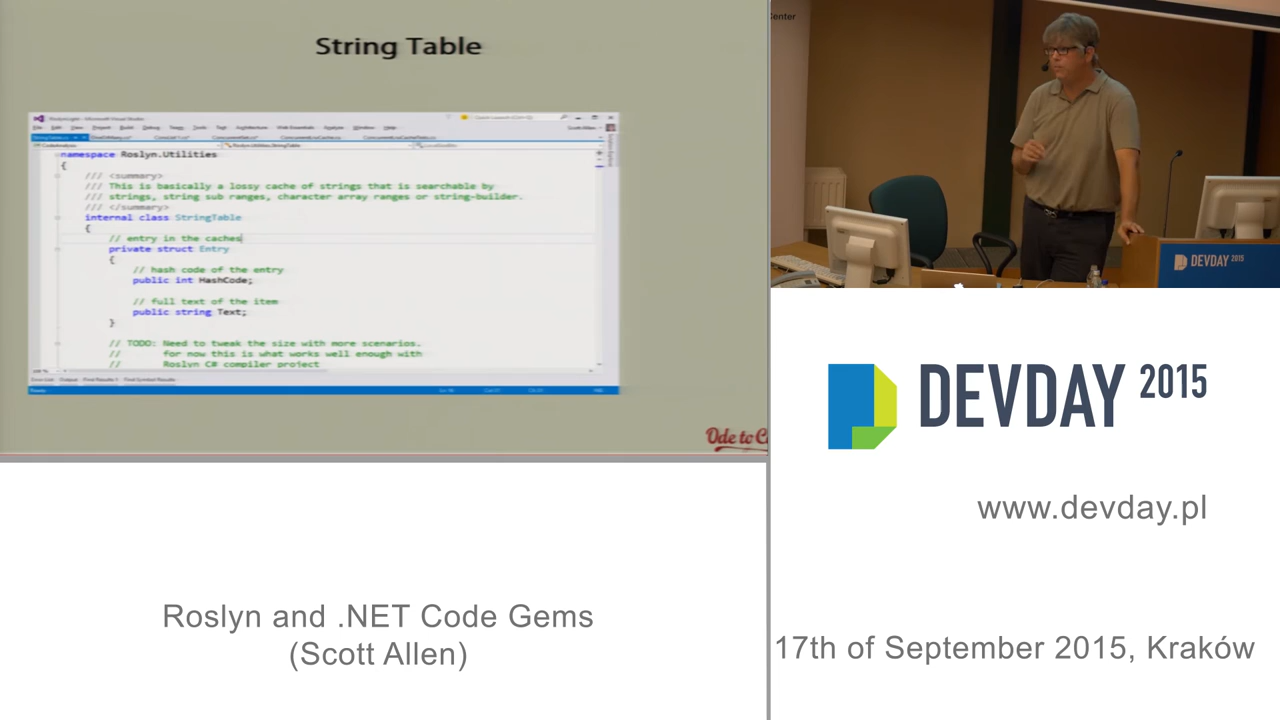 String Table
namespace Roslyn.Utilities
{
/// <summary>
/// This is basically a lossy cache of strings that is searchable by
/// strings, string sub ranges, character array ranges or string-builder.
/// </summary>
internal class StringTable
{
// entry in the caches
private struct Entry
{
// hash code of the entry
public int HashCode;
// full text of the item
public string Text;
}
// TODO: Need to tweak the size with more scenarios.
// for now this is what works well enough with
// Roslyn C# compiler project
Ode to C
Center
DEVDAY 2015
DEVDAY 2015
www.devday.pl
Roslyn and .NET Code Gems
(Scott Allen)
17th of September 2015, Kraków